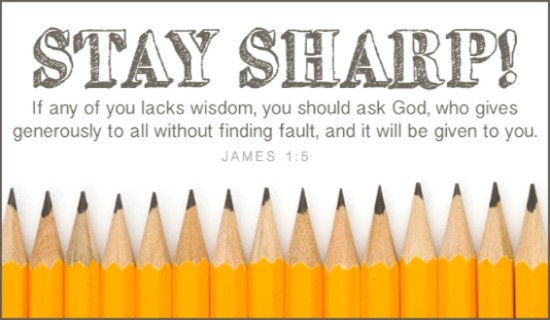 STAY SHARP!
If any of you lacks wisdom, you should ask God, who gives
generously to all without finding fault, and it will be given to you.
JAMES 1:5